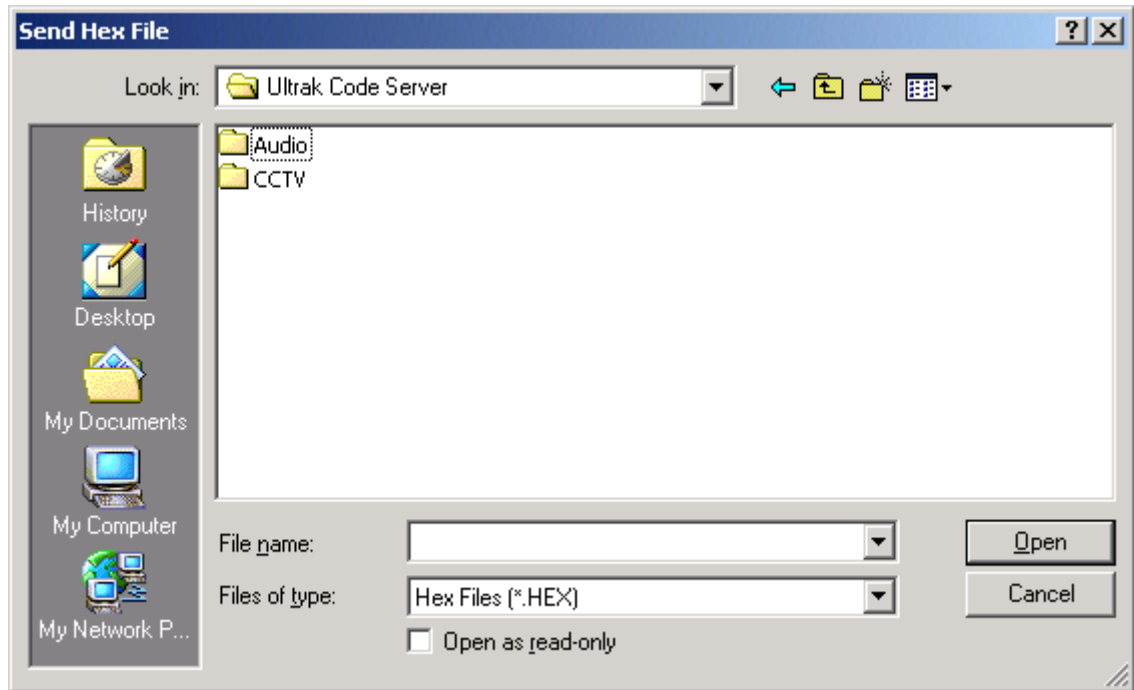 Send Hex File
Look in: Ultrak Code Server
Audio
CCTV
History
Desktop
My Documents
My Computer
My Network P...
File name:
Open
Files of type: Hex Files (*.HEX)
Cancel
Open as read-only